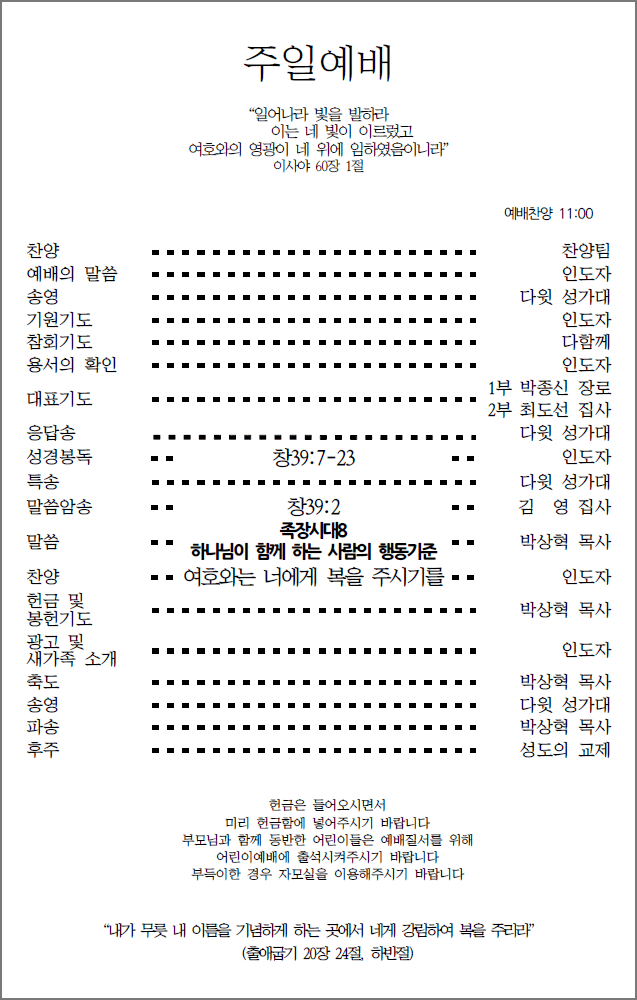 주일예배
“일어나라 빛을 발하라
이는 네 빛이 이르렀고
여호와의 영광이 네 위에 임하였음이니라”
이사야 60장 1절
예배찬양 11:00
찬양 찬양팀
예배의 말씀 인도자
송영 다윗 성가대
기원기도 인도자
참회기도 다함께
용서의 확인 인도자
대표기도 1부 박종신 장로
2부 최도선 집사
응답송 다윗 성가대
성경봉독 창39:7-23 인도자
특송 다윗 성가대
말씀암송 창39:2 김 영 집사
족장시대8
말씀 하나님이 함께 하는 사람의 행동기준 박상혁 목사
찬양 여호와는 너에게 복을 주시기를 인도자
헌금 및
봉헌기도 박상혁 목사
광고 및
새가족 소개 인도자
축도 박상혁 목사
송영 다윗 성가대
파송 박상혁 목사
후주 성도의 교제
헌금은 들어오시면서
미리 헌금함에 넣어주시기 바랍니다
부모님과 함께 동반한 어린이들은 예배질서를 위해
어린이예배에 출석시켜주시기 바랍니다
부득이한 경우 자모실을 이용해주시기 바랍니다
“내가 무릇 내 이름을 기념하게 하는 곳에서 네게 강림하여 복을 주리라”
(출애굽기 20장 24절, 하반절)